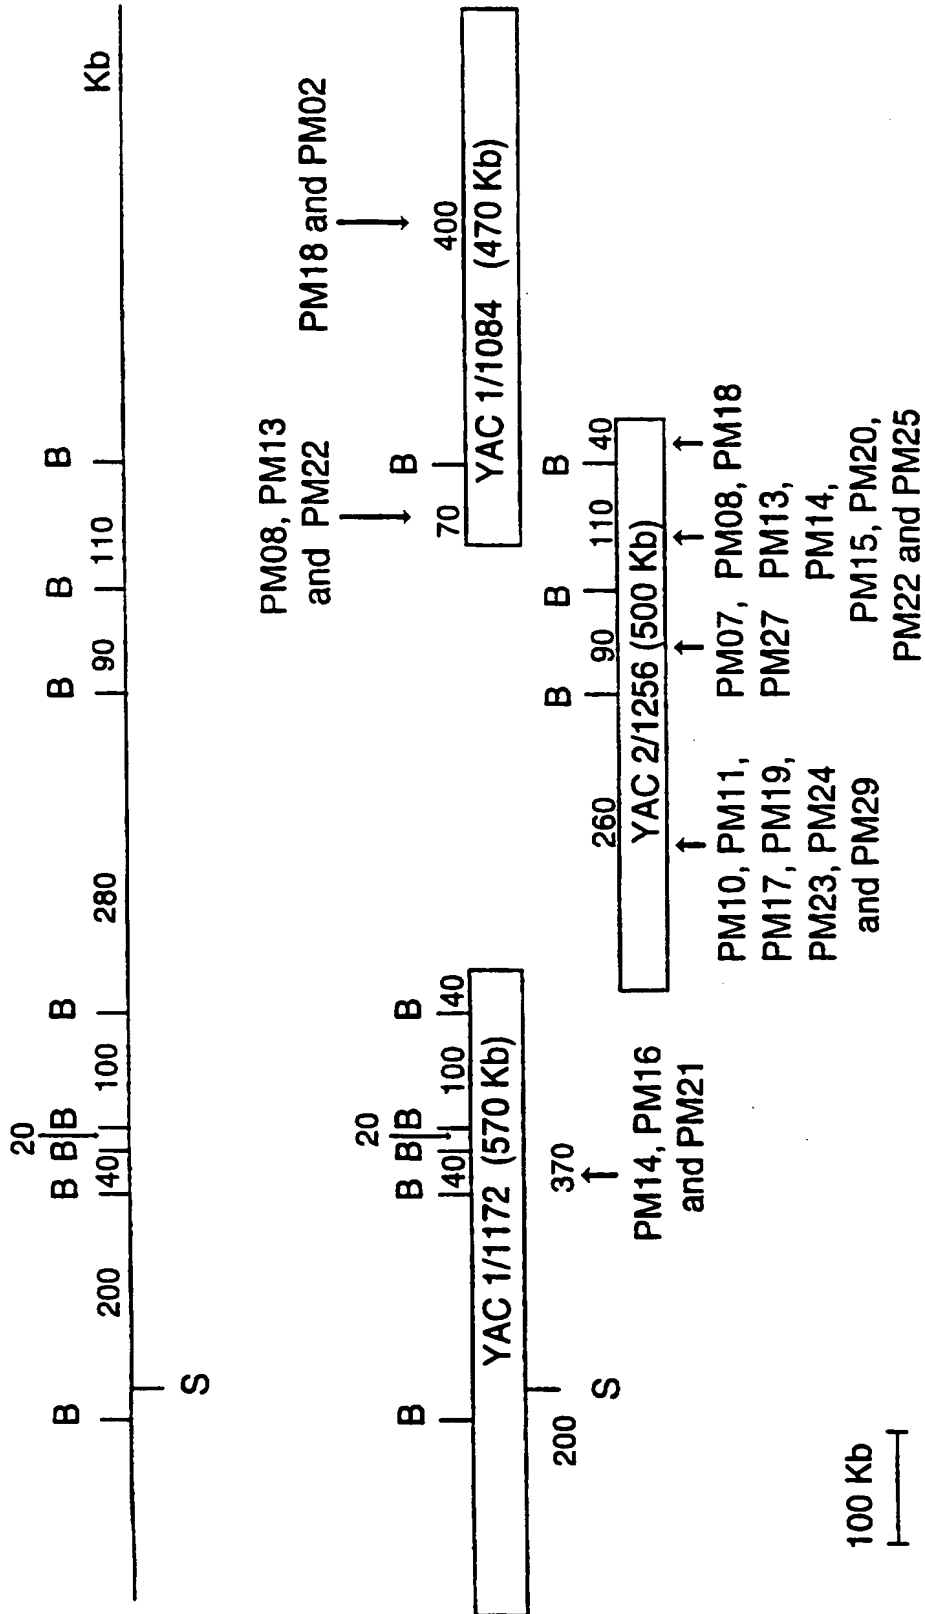 Kb
B
S
200
B
40
B
20
B
100
B
280
B
90
B
110
B
PM08, PM13
and PM22
PM18 and PM02
B
B
40
B
20
B
100
B
40
YAC 1/1172 (570 Kb)
200
S
370
PM14, PM16
and PM21
70
B
400
YAC 1/1084 (470 Kb)
260
B
90
B
110
B
40
YAC 2/1256 (500 Kb)
PM10, PM11,
PM17, PM19,
PM23, PM24
and PM29
PM07,
PM27
PM08,
PM13,
PM14,
PM15, PM20,
PM22 and PM25
PM18
100 Kb